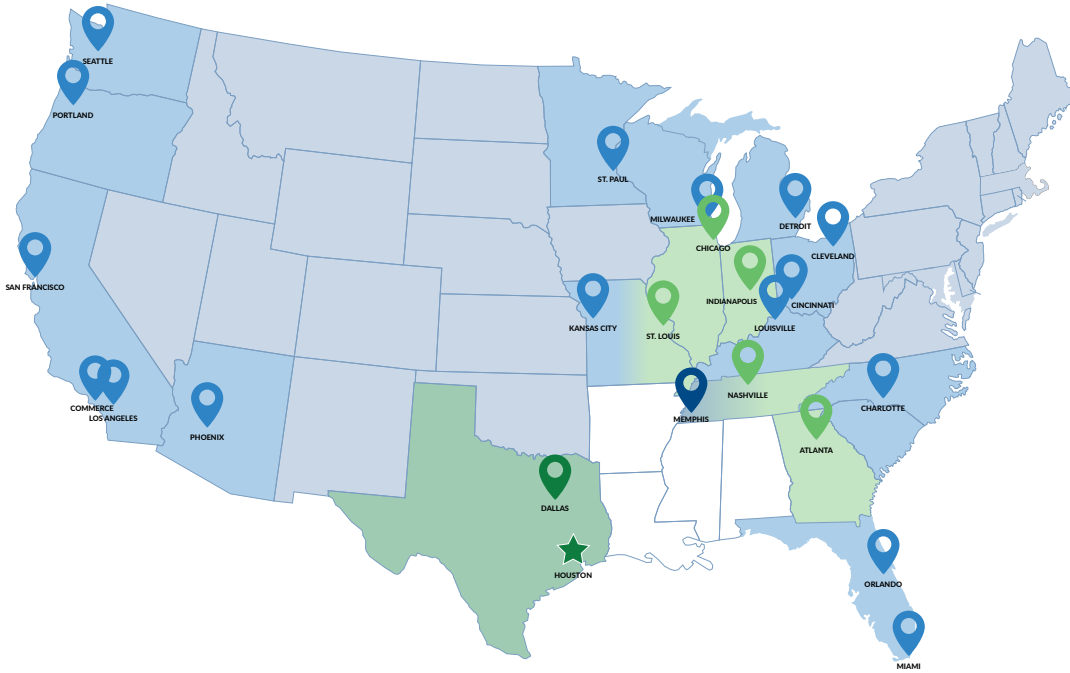 SEATTLE
PORTLAND
ST. PAUL
MILWAUKEE
DETROIT
CHICAGO
CLEVELAND
SAN FRANCISCO
INDIANAPOLIS
CINCINNATI
KANSAS CITY
LOUISVILLE
ST. LOUIS
NASHVILLE
COMMERCE
CHARLOTTE
LOS ANGELES
MEMPHIS
PHOENIX
ATLANTA
DALLAS
HOUSTON
ORLANDO
MIAMI